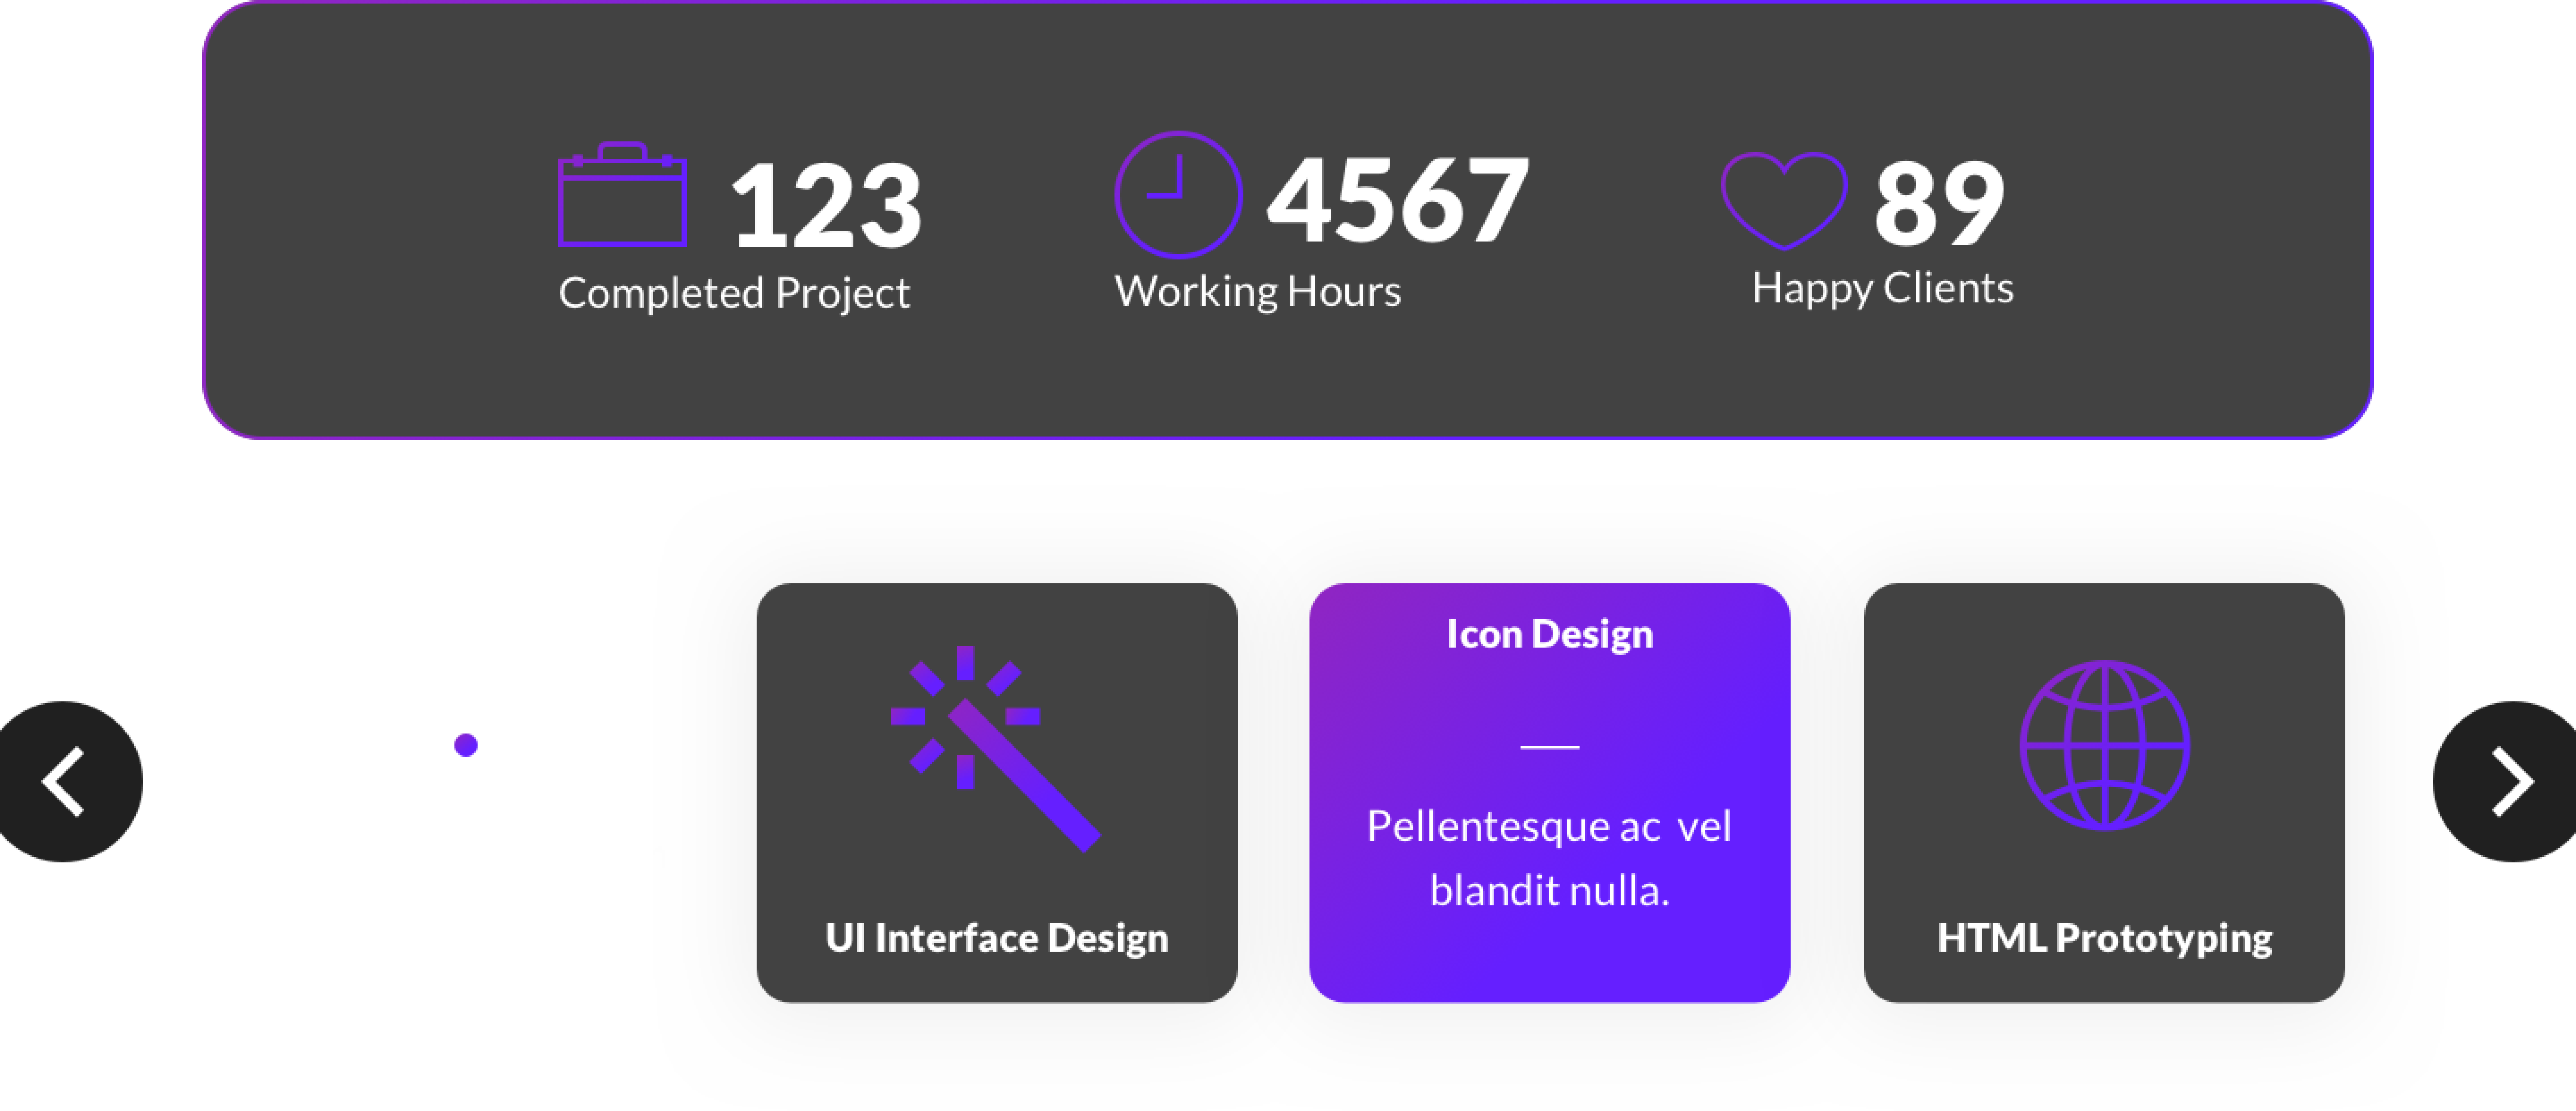 123
Completed Project
4567
Working Hours
89
Happy Clients
UI Interface Design
Icon Design
Pellentesque ac  vel
blandit nulla.
HTML Prototyping